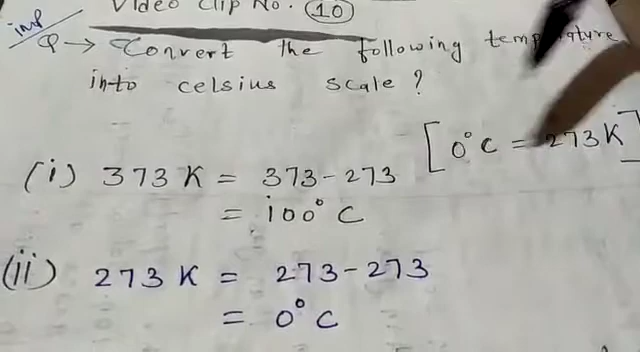 Video Clip No. 10
imp
Q → Convert the following temperature
into celsius scale ?
[0°C = 273K]
(i) 373 K = 373-273
= 100° C
(ii) 273 K = 273-273
= 0° C